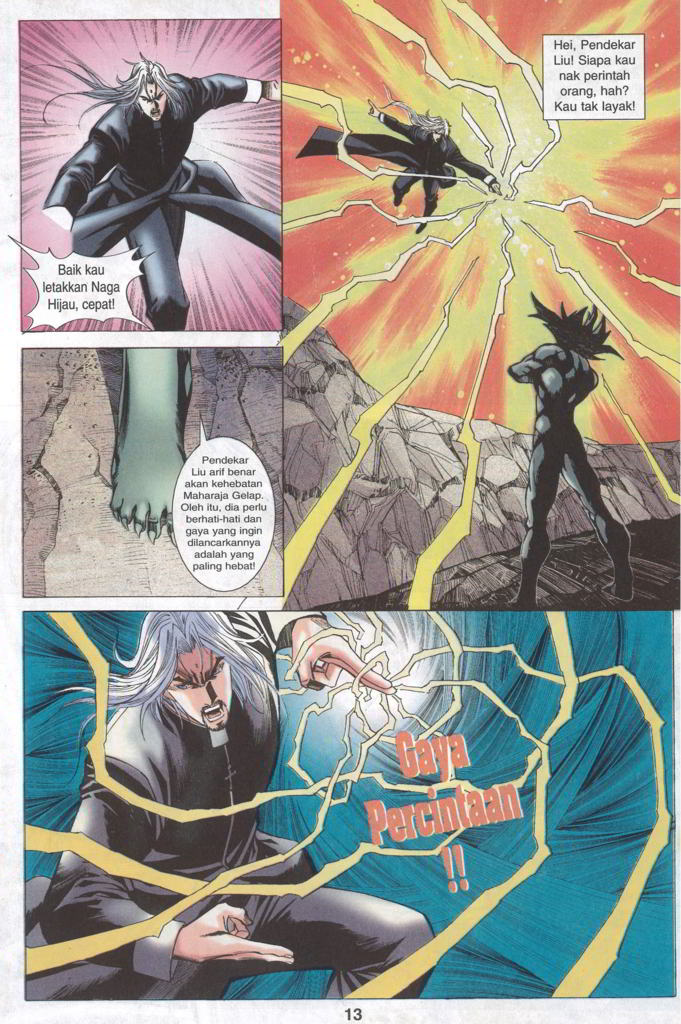 Baik kau
letakkan Naga
Hijau, cepat!
Hei, Pendekar
Liu! Siapa kau
nak perintah
orang, hah?
Kau tak layak!
Pendekar
Liu arif benar
akan kehebatan
Maharaja Gelap.
Oleh itu, dia perlu
berhati-hati dan
gaya yang ingin
dilancarkannya
adalah yang
paling hebat!
Gaya
Percintaan
!!
13